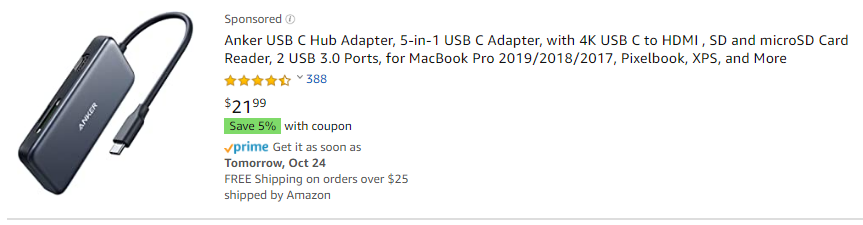 Sponsored
Anker USB C Hub Adapter, 5-in-1 USB C Adapter, with 4K USB C to HDMI , SD and microSD Card
Reader, 2 USB 3.0 Ports, for MacBook Pro 2019/2018/2017, Pixelbook, XPS, and More
388
$21.99
Save 5% with coupon
prime Get it as soon as
Tomorrow, Oct 24
FREE Shipping on orders over $25
shipped by Amazon
ANKER